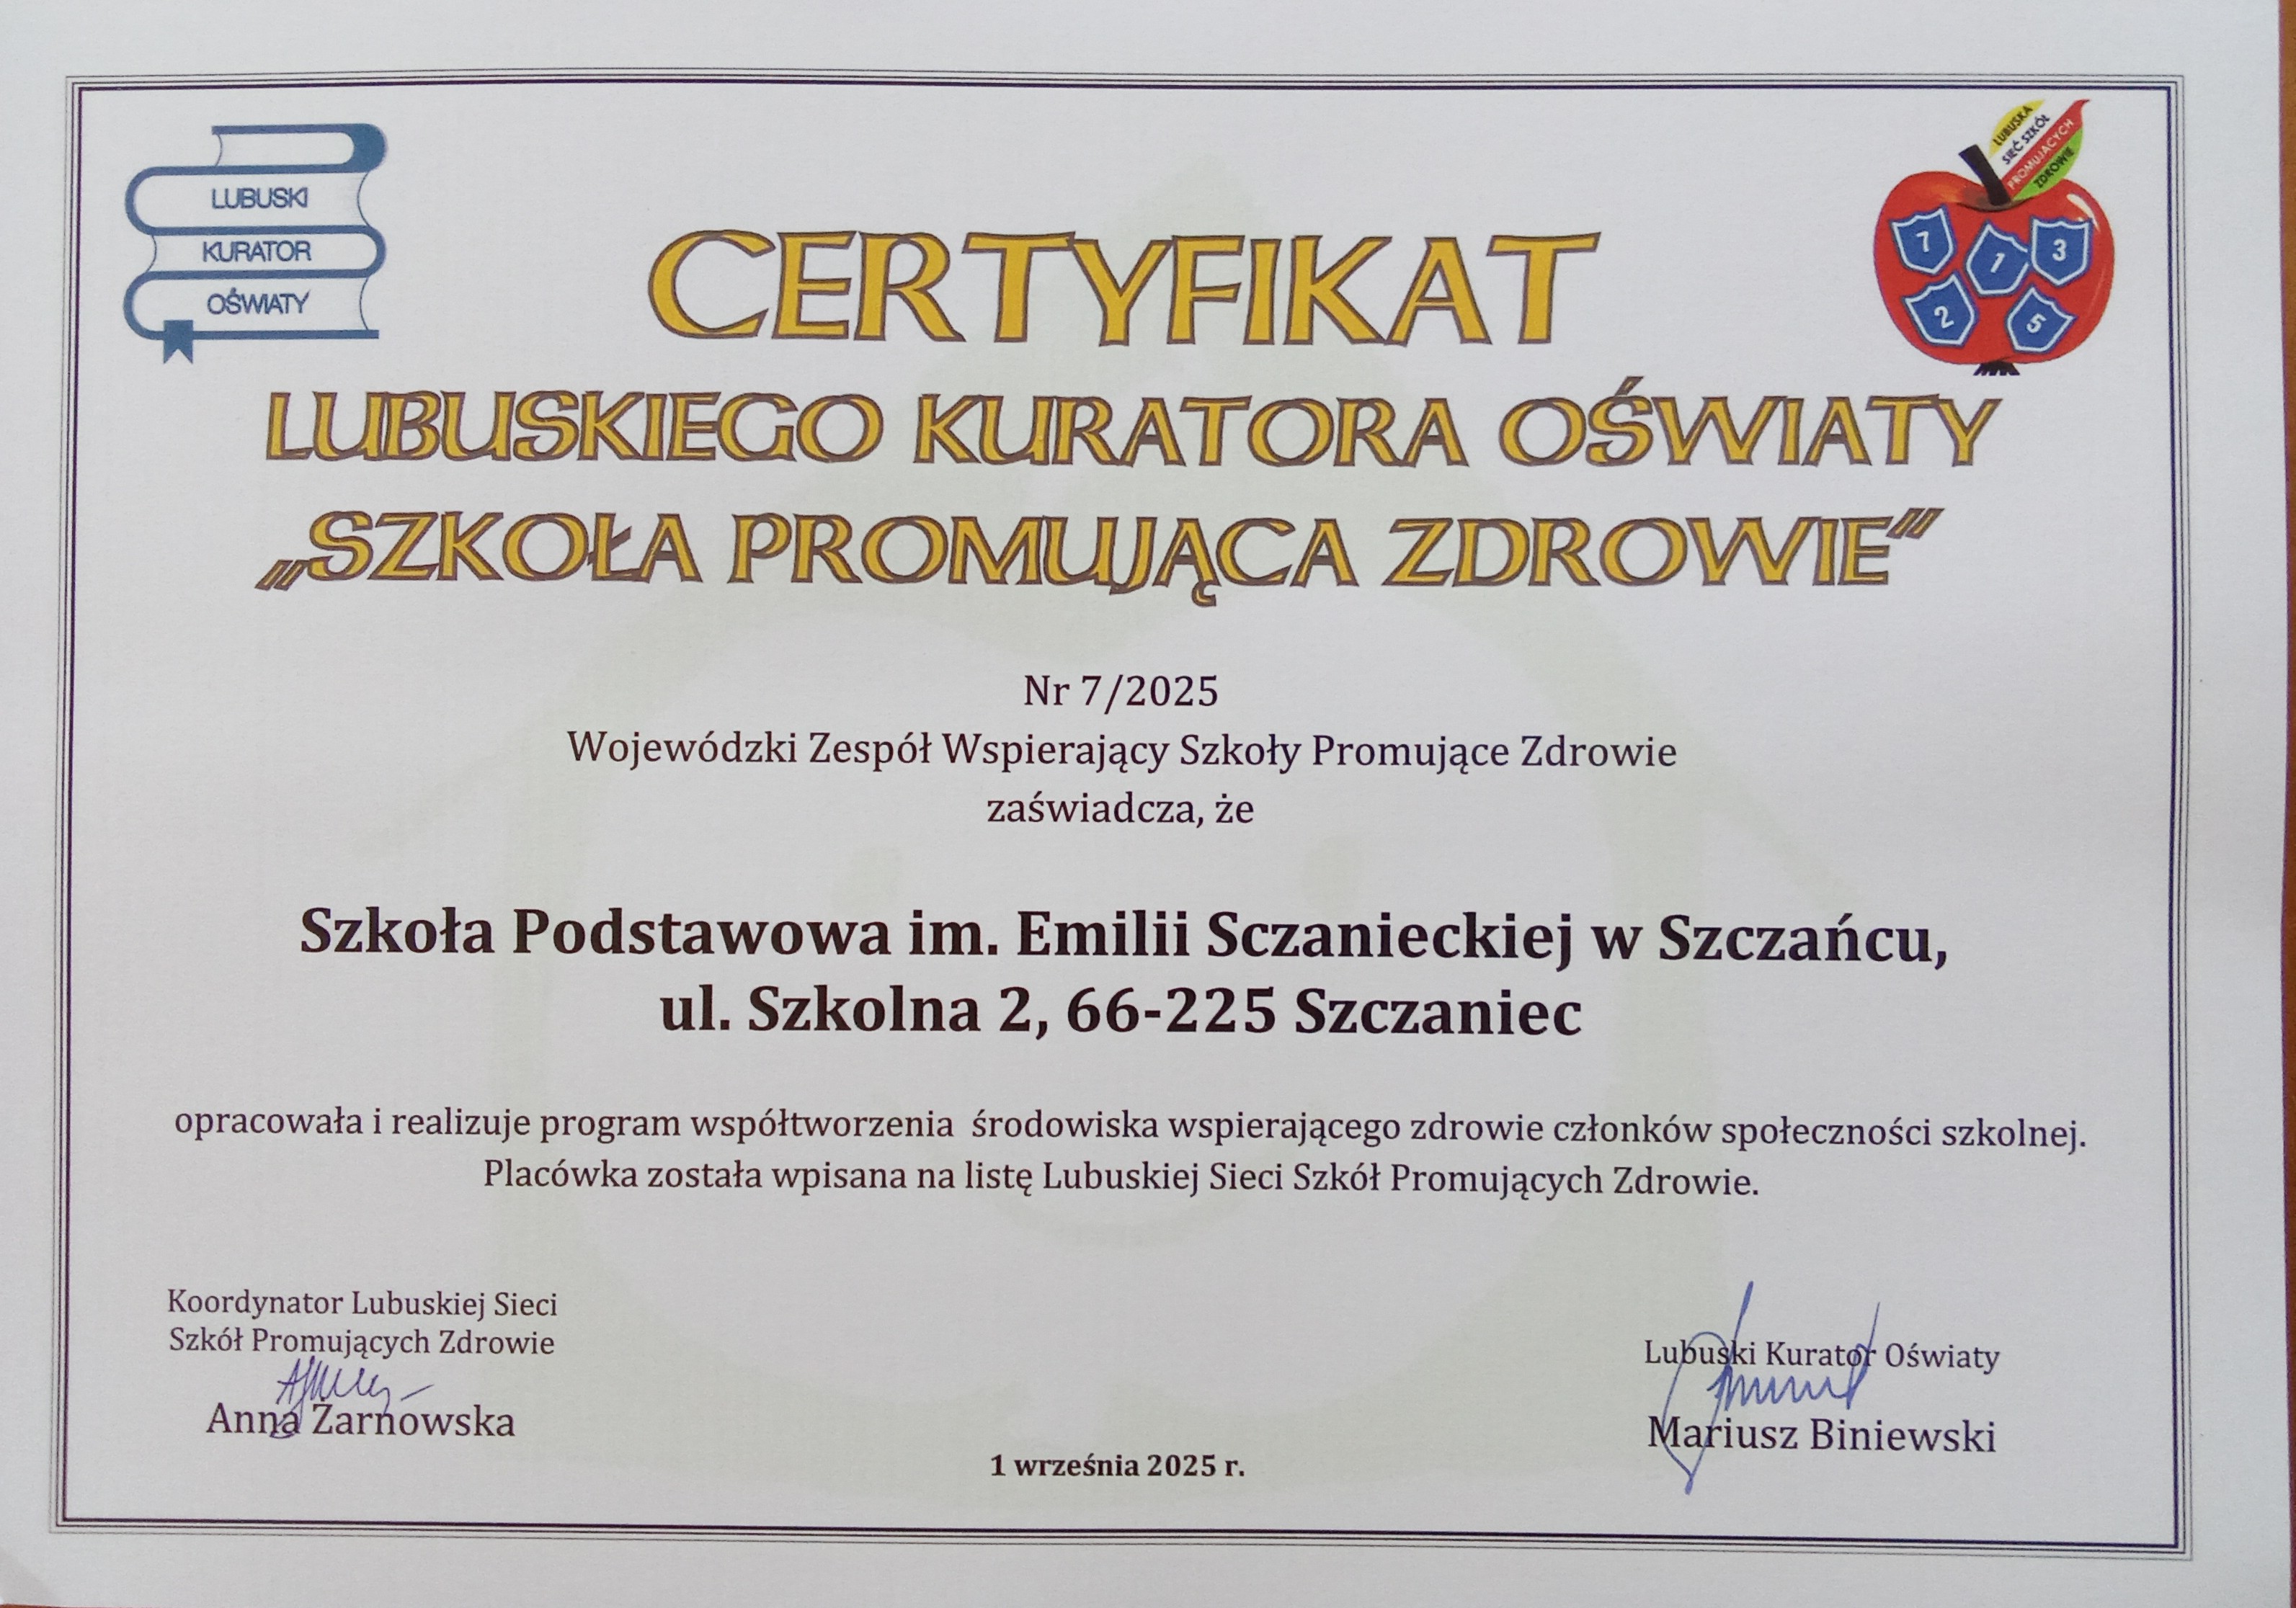 LUBUSKI
KURATOR
OŚWIATY
LUBUSKA
SIEĆ SZKÓŁ
PROMUJĄCYCH
ZDROWIE
7
1
3
2
5
CERTYFIKAT
LUBUSKIEGO KURATORA OŚWIATY
„SZKOŁA PROMUJĄCA ZDROWIE”
Nr 7/2025
Wojewódzki Zespół Wspierający Szkoły Promujące Zdrowie
zaświadcza, że
Szkoła Podstawowa im. Emilii Sczanieckiej w Szczańcu,
ul. Szkolna 2, 66-225 Szczaniec
opracowała i realizuje program współtworzenia środowiska wspierającego zdrowie członków społeczności szkolnej.
Placówka została wpisana na listę Lubuskiej Sieci Szkół Promujących Zdrowie.
Koordynator Lubuskiej Sieci
Szkół Promujących Zdrowie
Anna Zarnowska
Lubuski Kurator Oświaty
Mariusz Biniewski
1 września 2025 r.